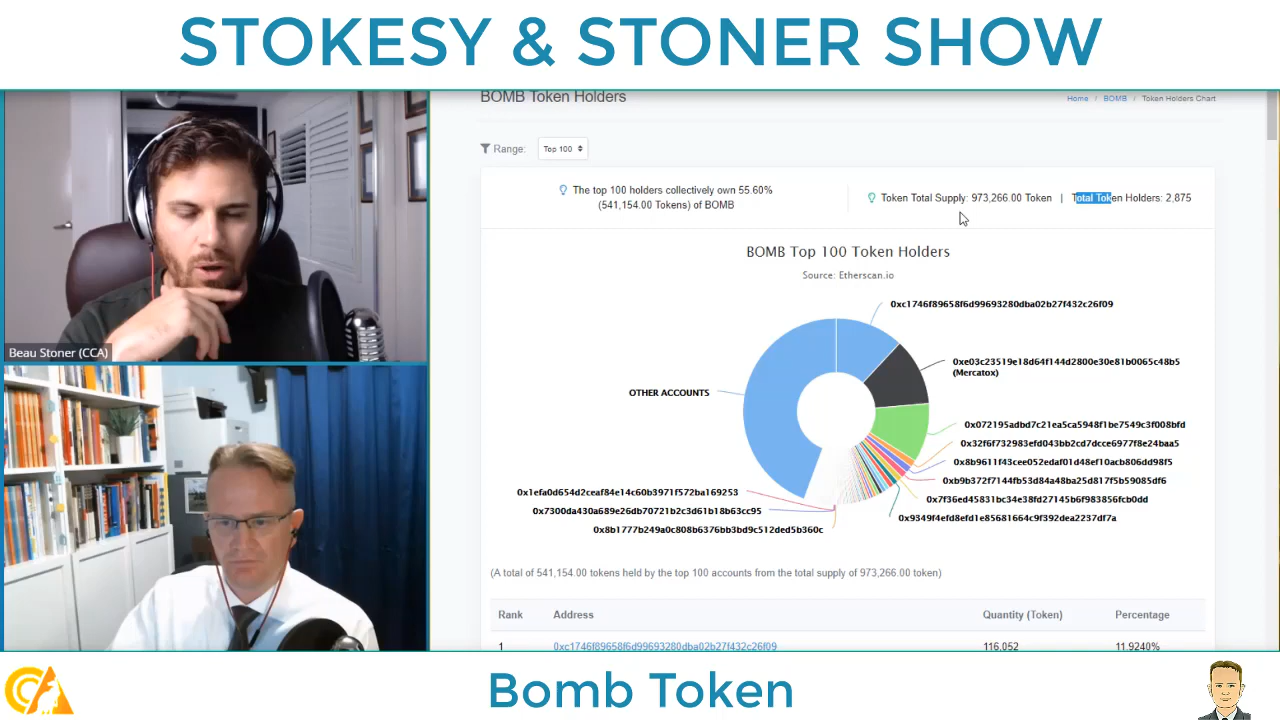 STOKESY & STONER SHOW
BOMB Token Holders
Home / BOMB / Token Holders Chart
Range: Top 100
The top 100 holders collectively own 55.60%
(541,154.00 Tokens) of BOMB
Token Total Supply: 973,266.00 Token | Total Token Holders: 2,875
BOMB Top 100 Token Holders
Source: Etherscan.io
0xc1746f89658f6d99693280dba02b27f432c26f09
0xe03c23519e18d64f144d2800e30e81b0065c48b5
(Mercatox)
OTHER ACCOUNTS
0x072195adbd7c21ea5ca5948f1be7549c3f008bfd
0x32f6f732983efd043bb2cd7dcce6977f8e24baa5
0x8b9611f43cee052edaf01d48ef10acb806dd98f5
0xb9b372f7144fb53d84a48ba25d817f5b59085df6
0x7f36ed45831bc34e38fd27145b6f983856fcb0dd
0x9349f4efd8efd1e85681664c9f392dea2237df7a
0x1efa0d654d2ceaf84e14c60b3971f572ba169253
0x7300da430a689e26db70721b2c3d61b18b63cc95
0x8b1777b249a0c808b6376bb3bd9c512ded5b360c
(A total of 541,154.00 tokens held by the top 100 accounts from the total supply of 973,266.00 token)
Rank Address Quantity (Token) Percentage
1 0xc1746f89658f6d99693280dba02b27f432c26f09 116,052 11.9240%
Beau Stoner (CCA)
Bomb Token